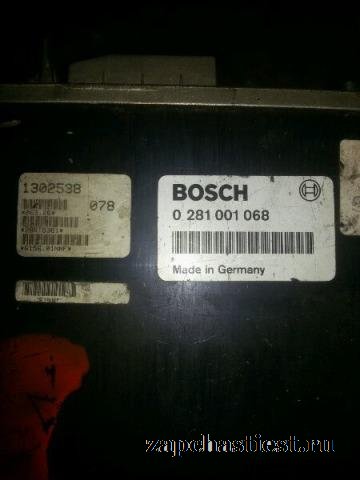 1302538
078
BOSCH
0 281 001 068
Made in Germany
zapchastiest.ru